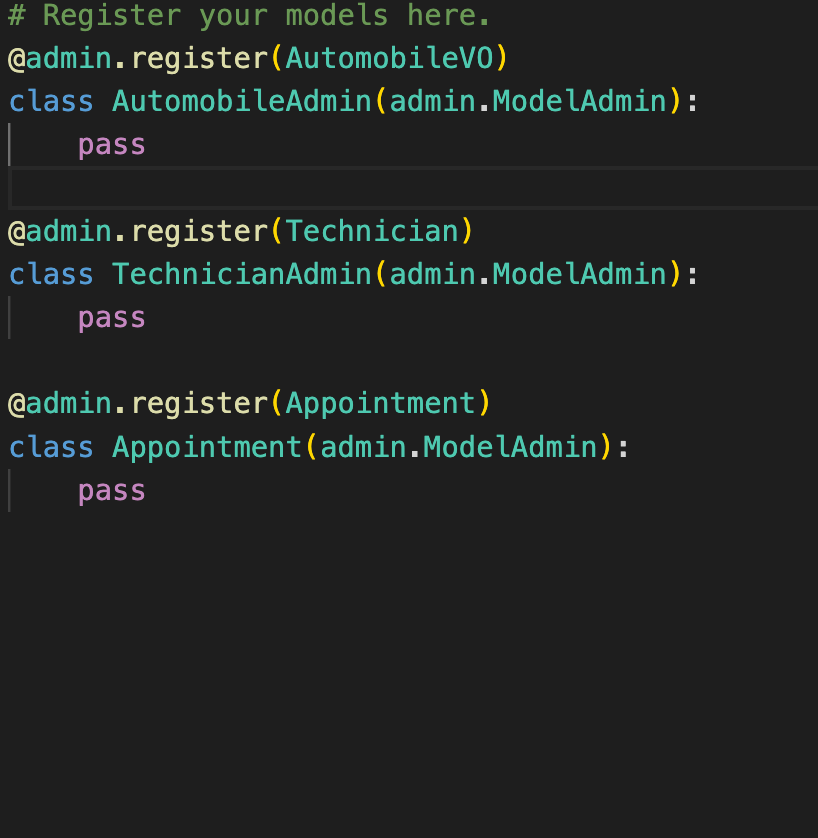 # Register your models here.
@admin.register(AutomobileVO)
class AutomobileAdmin(admin.ModelAdmin):
    pass

@admin.register(Technician)
class TechnicianAdmin(admin.ModelAdmin):
    pass

@admin.register(Appointment)
class Appointment(admin.ModelAdmin):
    pass